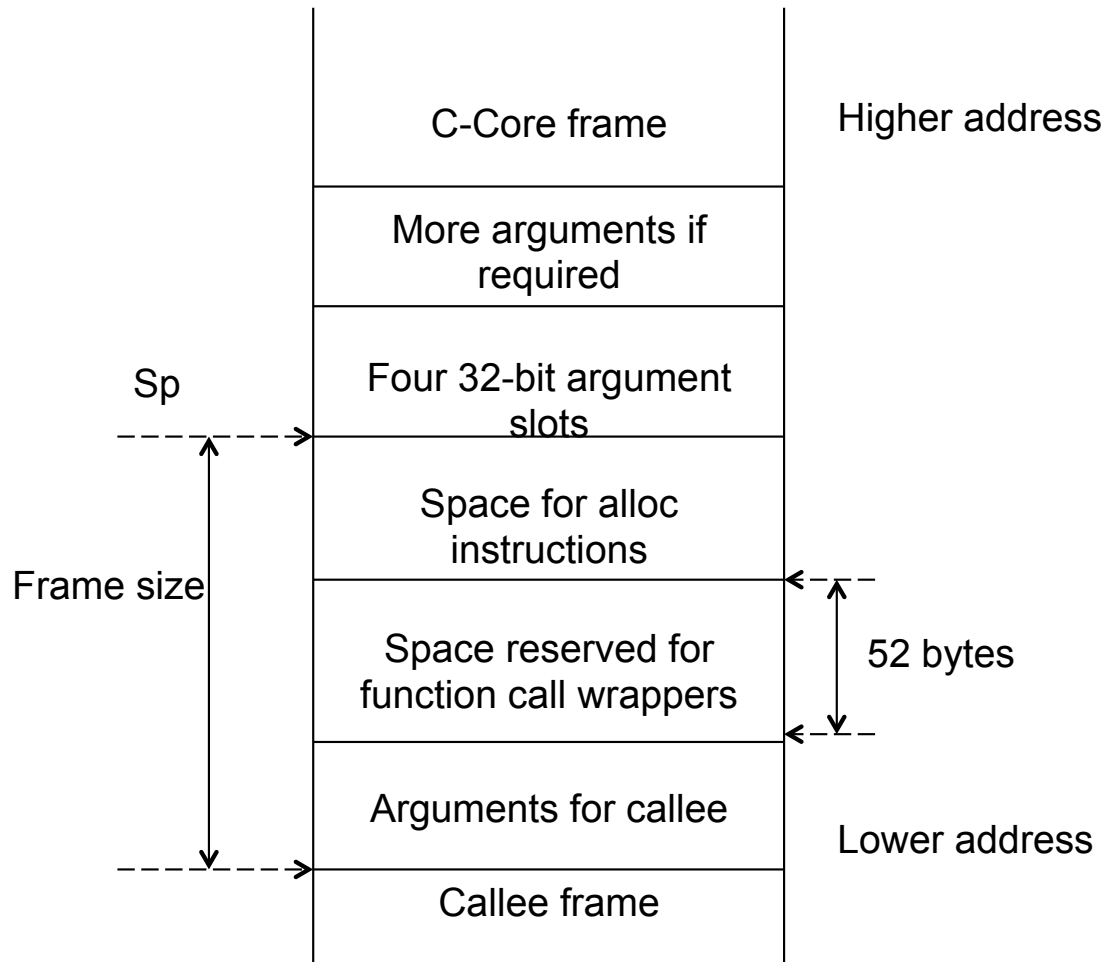 C-Core frame
Higher address
More arguments if
required
Sp
Four 32-bit argument
slots
Space for alloc
instructions
Frame size
Space reserved for
function call wrappers
52 bytes
Arguments for callee
Lower address
Callee frame